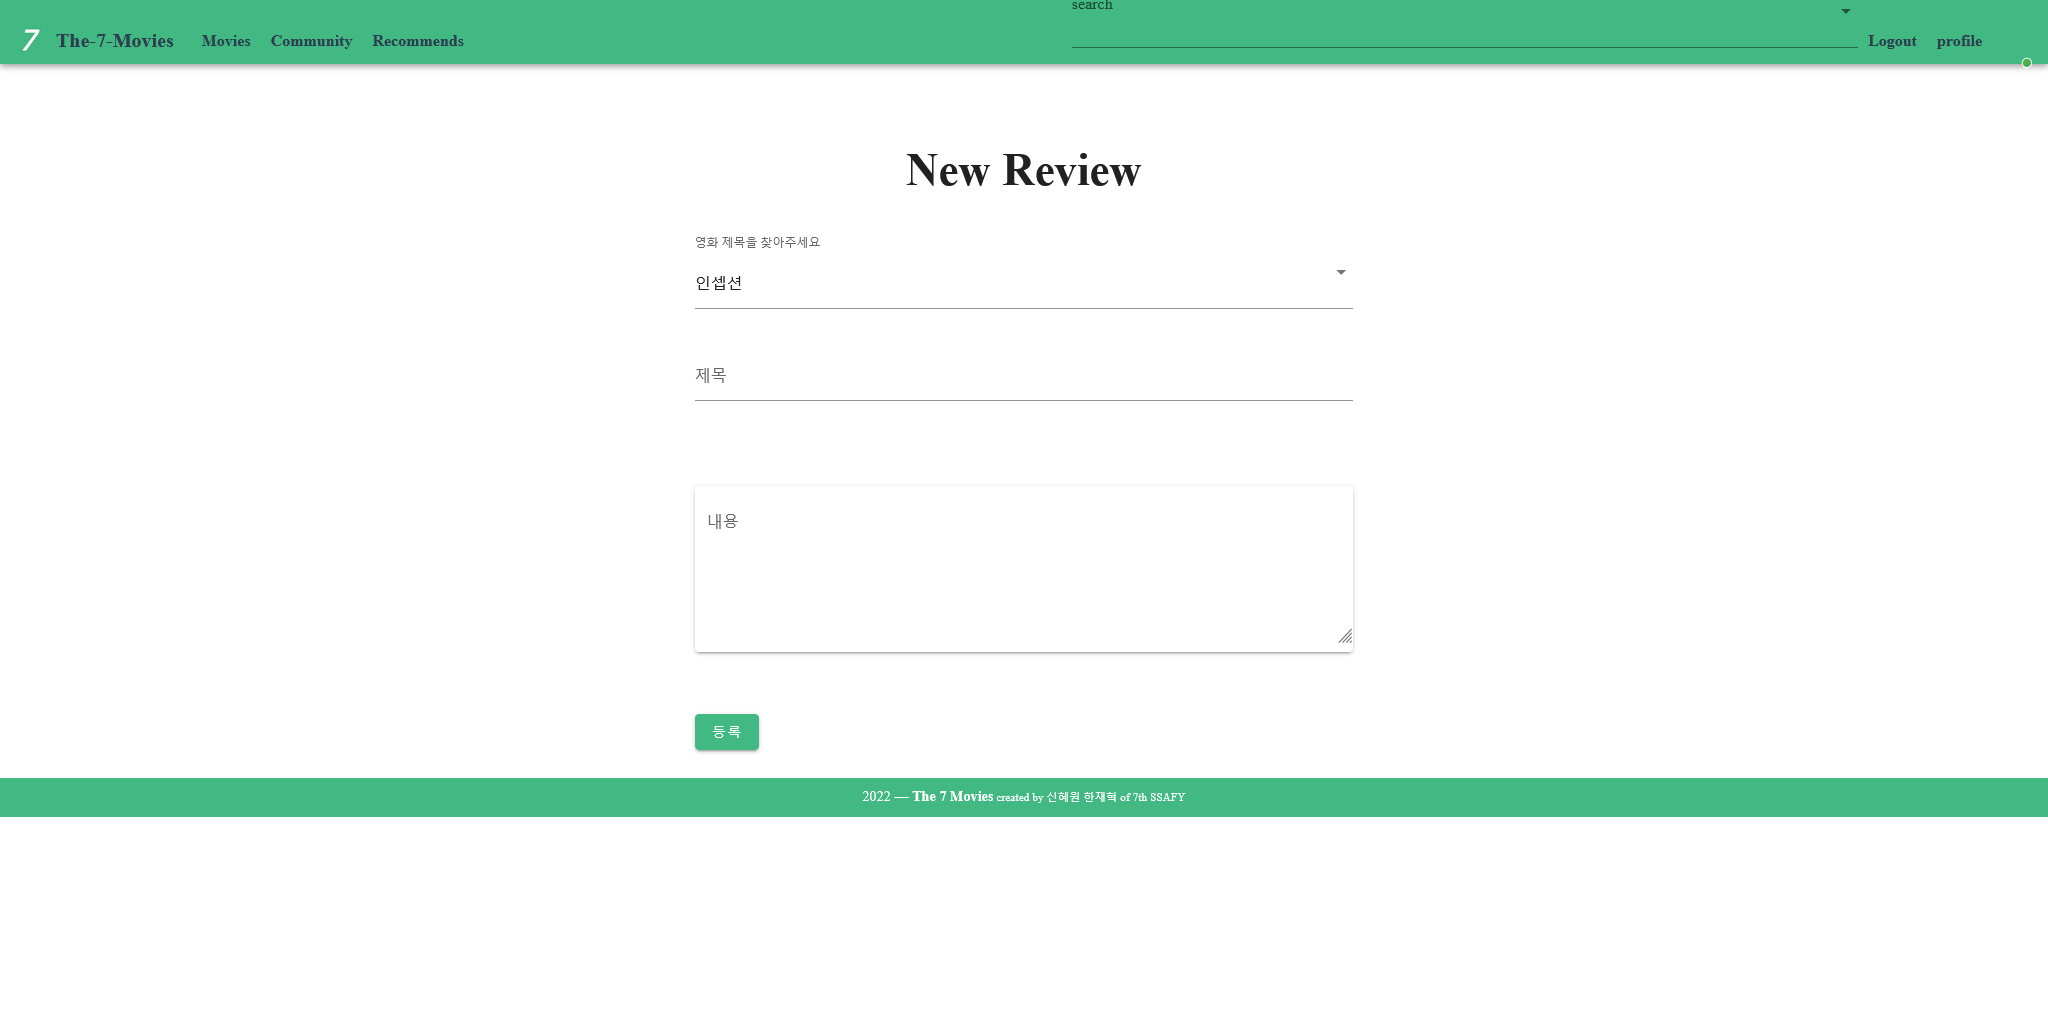 search
7 The-7-Movies Movies Community Recommends Logout profile
New Review
영화 제목을 찾아주세요
인셉션
제목
내용
등록
2022 — The 7 Movies created by 신혜원 한재혁 of 7th SSAFY